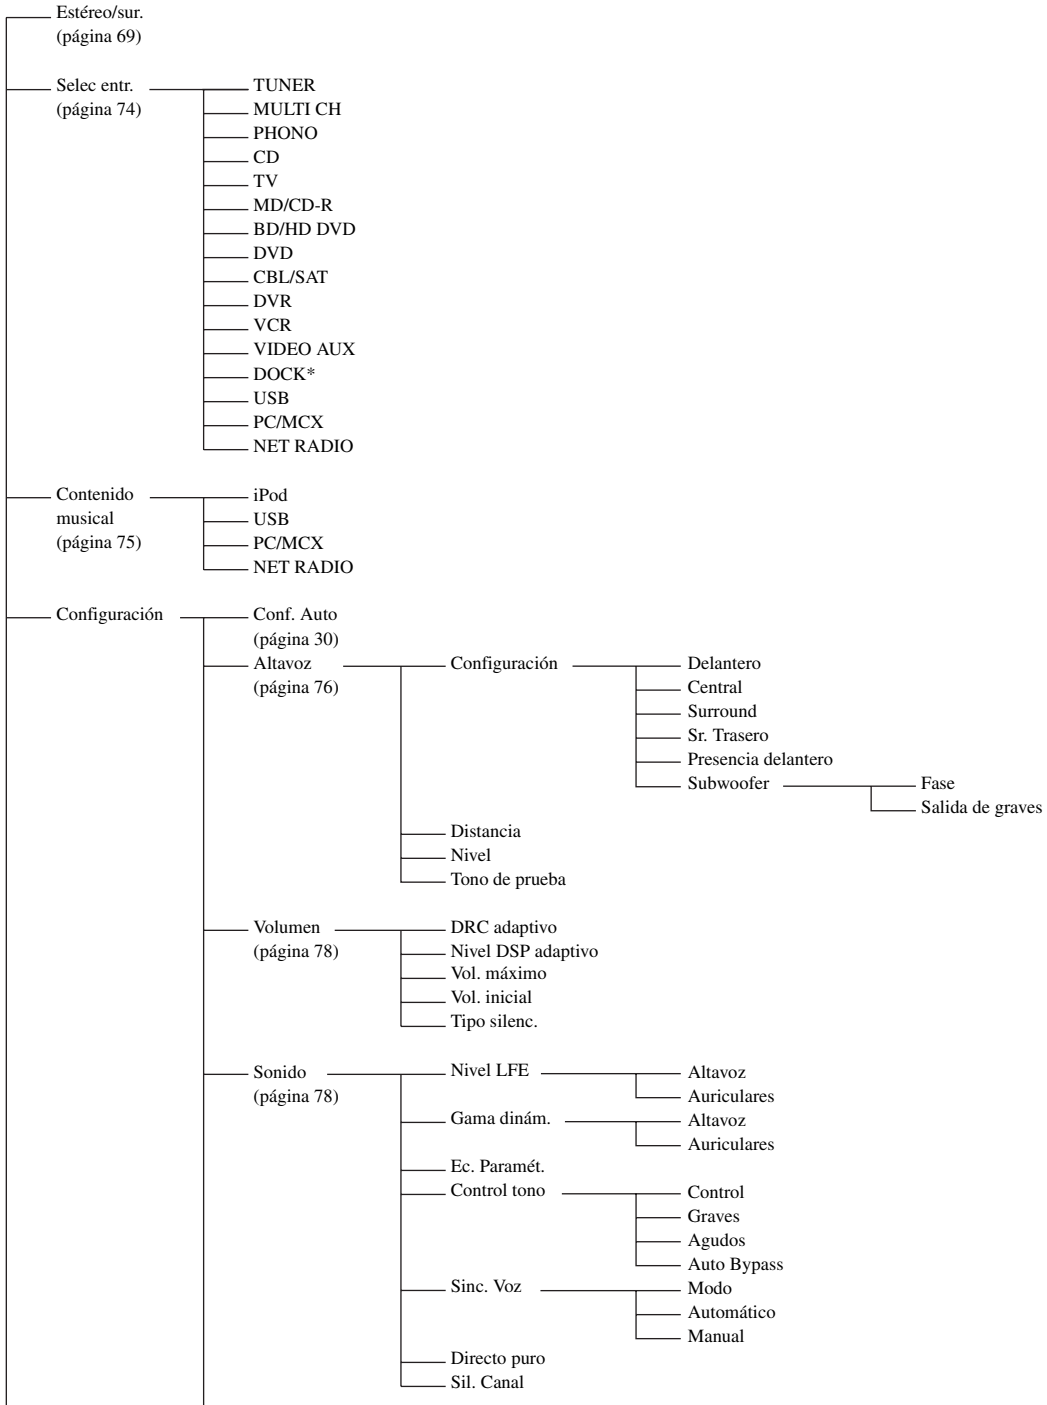 Estéreo/sur.
(página 69)
Selec entr.
(página 74)
TUNER
MULTI CH
PHONO
CD
TV
MD/CD-R
BD/HD DVD
DVD
CBL/SAT
DVR
VCR
VIDEO AUX
DOCK*
USB
PC/MCX
NET RADIO
Contenido
musical
(página 75)
iPod
USB
PC/MCX
NET RADIO
Configuración
Conf. Auto
(página 30)
Altavoz
(página 76)
Configuración
Delantero
Central
Surround
Sr. Trasero
Presencia delantero
Subwoofer
Fase
Salida de graves
Distancia
Nivel
Tono de prueba
Volumen
(página 78)
DRC adaptivo
Nivel DSP adaptivo
Vol. máximo
Vol. inicial
Tipo silenc.
Sonido
(página 78)
Nivel LFE
Altavoz
Auriculares
Gama dinám.
Altavoz
Auriculares
Ec. Paramét.
Control tono
Control
Graves
Agudos
Auto Bypass
Sinc. Voz
Modo
Automático
Manual
Directo puro
Sil. Canal